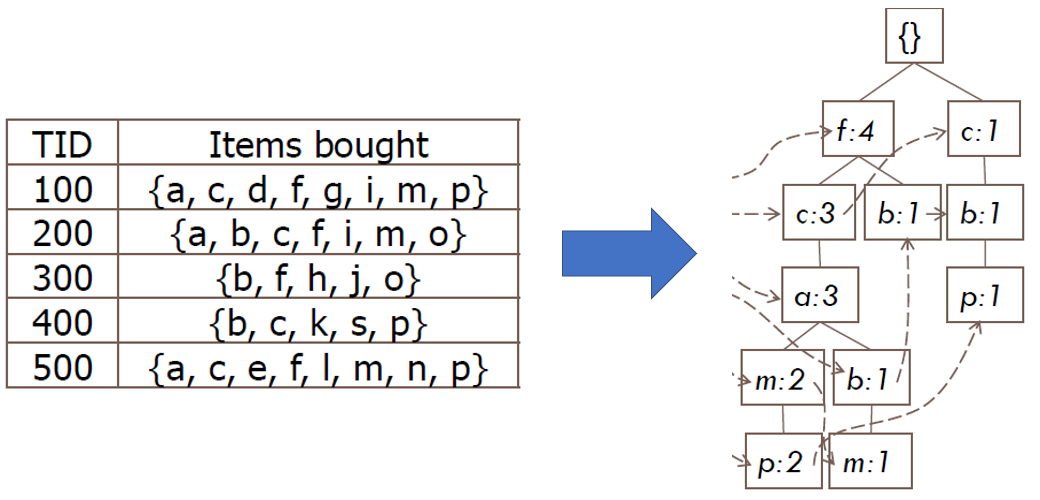 TID Items bought
100 {a, c, d, f, g, i, m, p}
200 {a, b, c, f, i, m, o}
300 {b, f, h, j, o}
400 {b, c, k, s, p}
500 {a, c, e, f, l, m, n, p}
{}
f:4 c:1
c:3 b:1 b:1
a:3 p:1
m:2 b:1
p:2 m:1